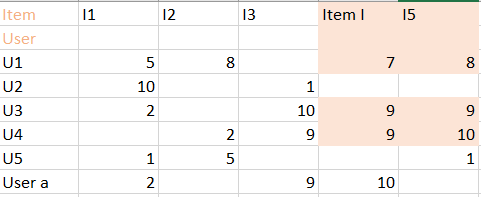 Item I1 I2 I3 Item I I5
User
U1 5 8 7 8
U2 10 1
U3 2 10 9 9
U4 2 9 9 10
U5 1 5 1
User a 2 9 10